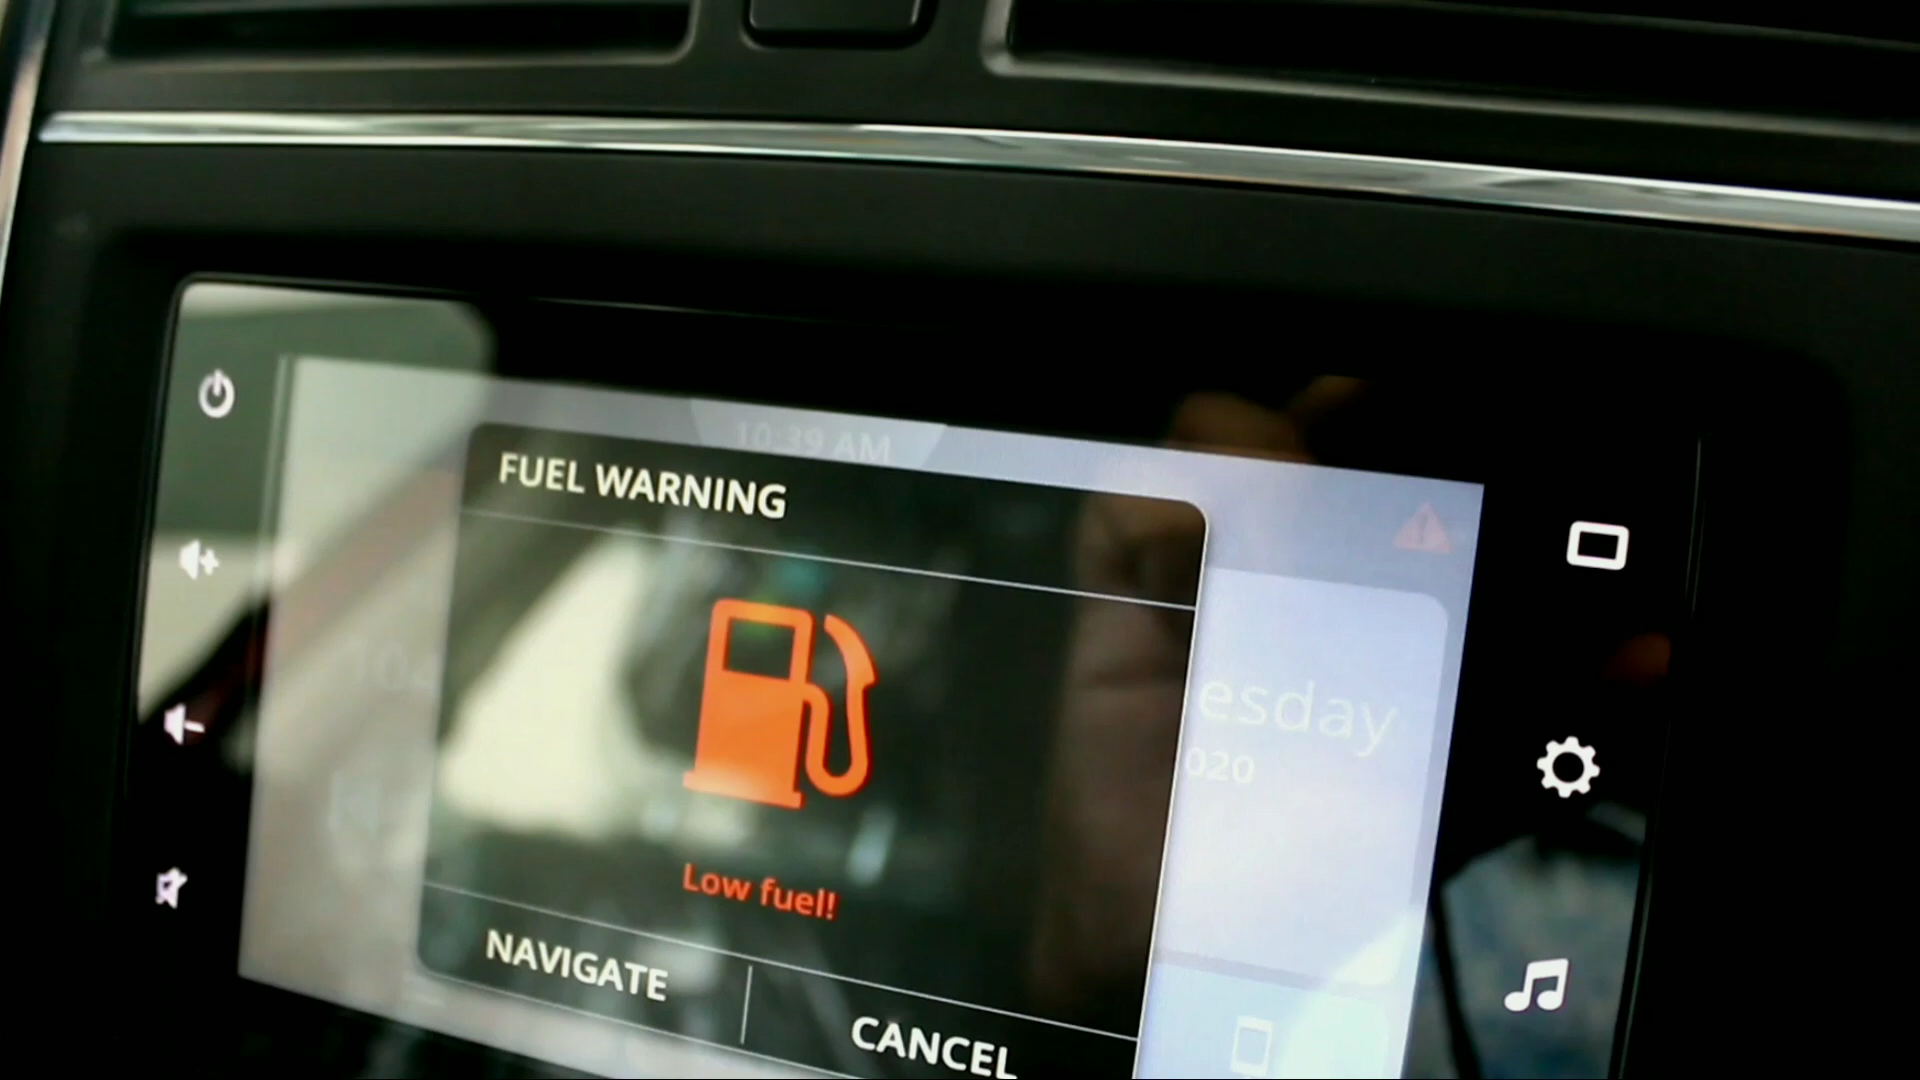 10:39 AM
FUEL WARNING
esday
020
Low fuel!
NAVIGATE
CANCEL